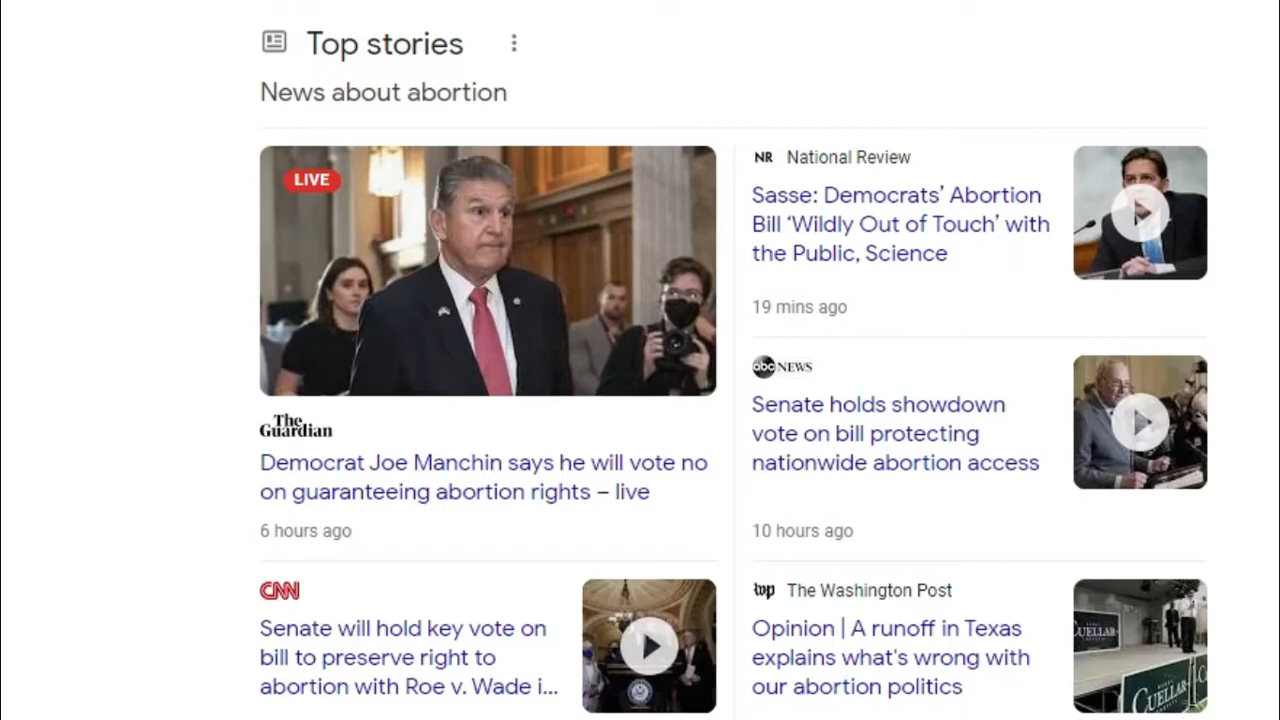 Top stories
News about abortion
LIVE
The
Guardian
Democrat Joe Manchin says he will vote no
on guaranteeing abortion rights – live
6 hours ago
CNN
Senate will hold key vote on
bill to preserve right to
abortion with Roe v. Wade i...
NR National Review
Sasse: Democrats’ Abortion
Bill ‘Wildly Out of Touch’ with
the Public, Science
19 mins ago
abc NEWS
Senate holds showdown
vote on bill protecting
nationwide abortion access
10 hours ago
wp The Washington Post
Opinion | A runoff in Texas
explains what's wrong with
our abortion politics
CUELLAR
CUELLAR